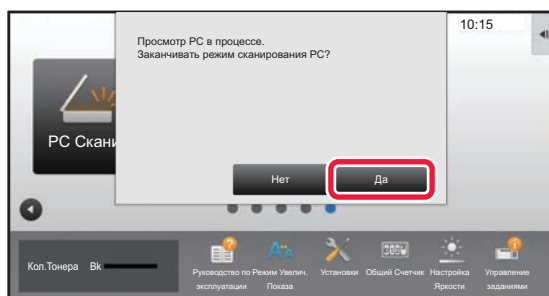 10:15
Просмотр PC в процессе.
Заканчивать режим сканирования PC?
PC Скани
Нет
Да
Кол.Тонера Bk
Руководство по
эксплуатации
Режим Увелич.
Показа
Установки
Общий Счетчик
Настройка
Яркости
Управление
заданиями